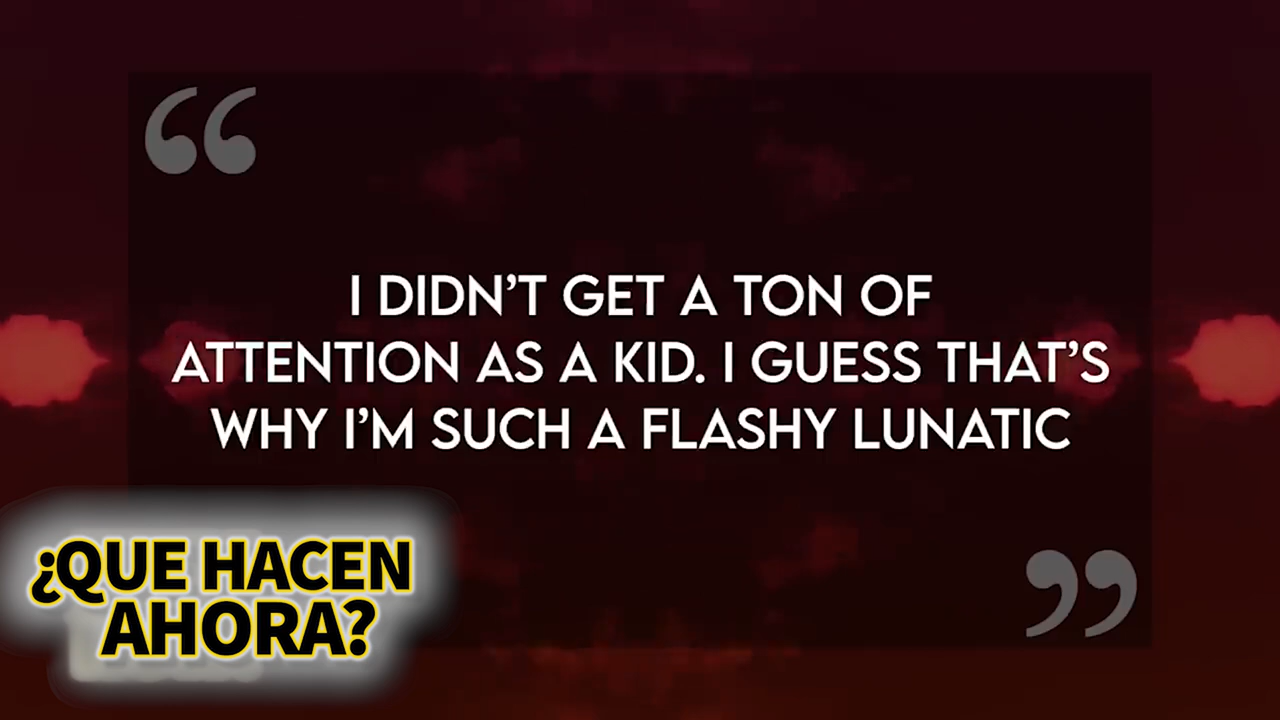 “
I DIDN’T GET A TON OF
ATTENTION AS A KID. I GUESS THAT’S
WHY I’M SUCH A FLASHY LUNATIC
”
¿QUE HACEN
AHORA?